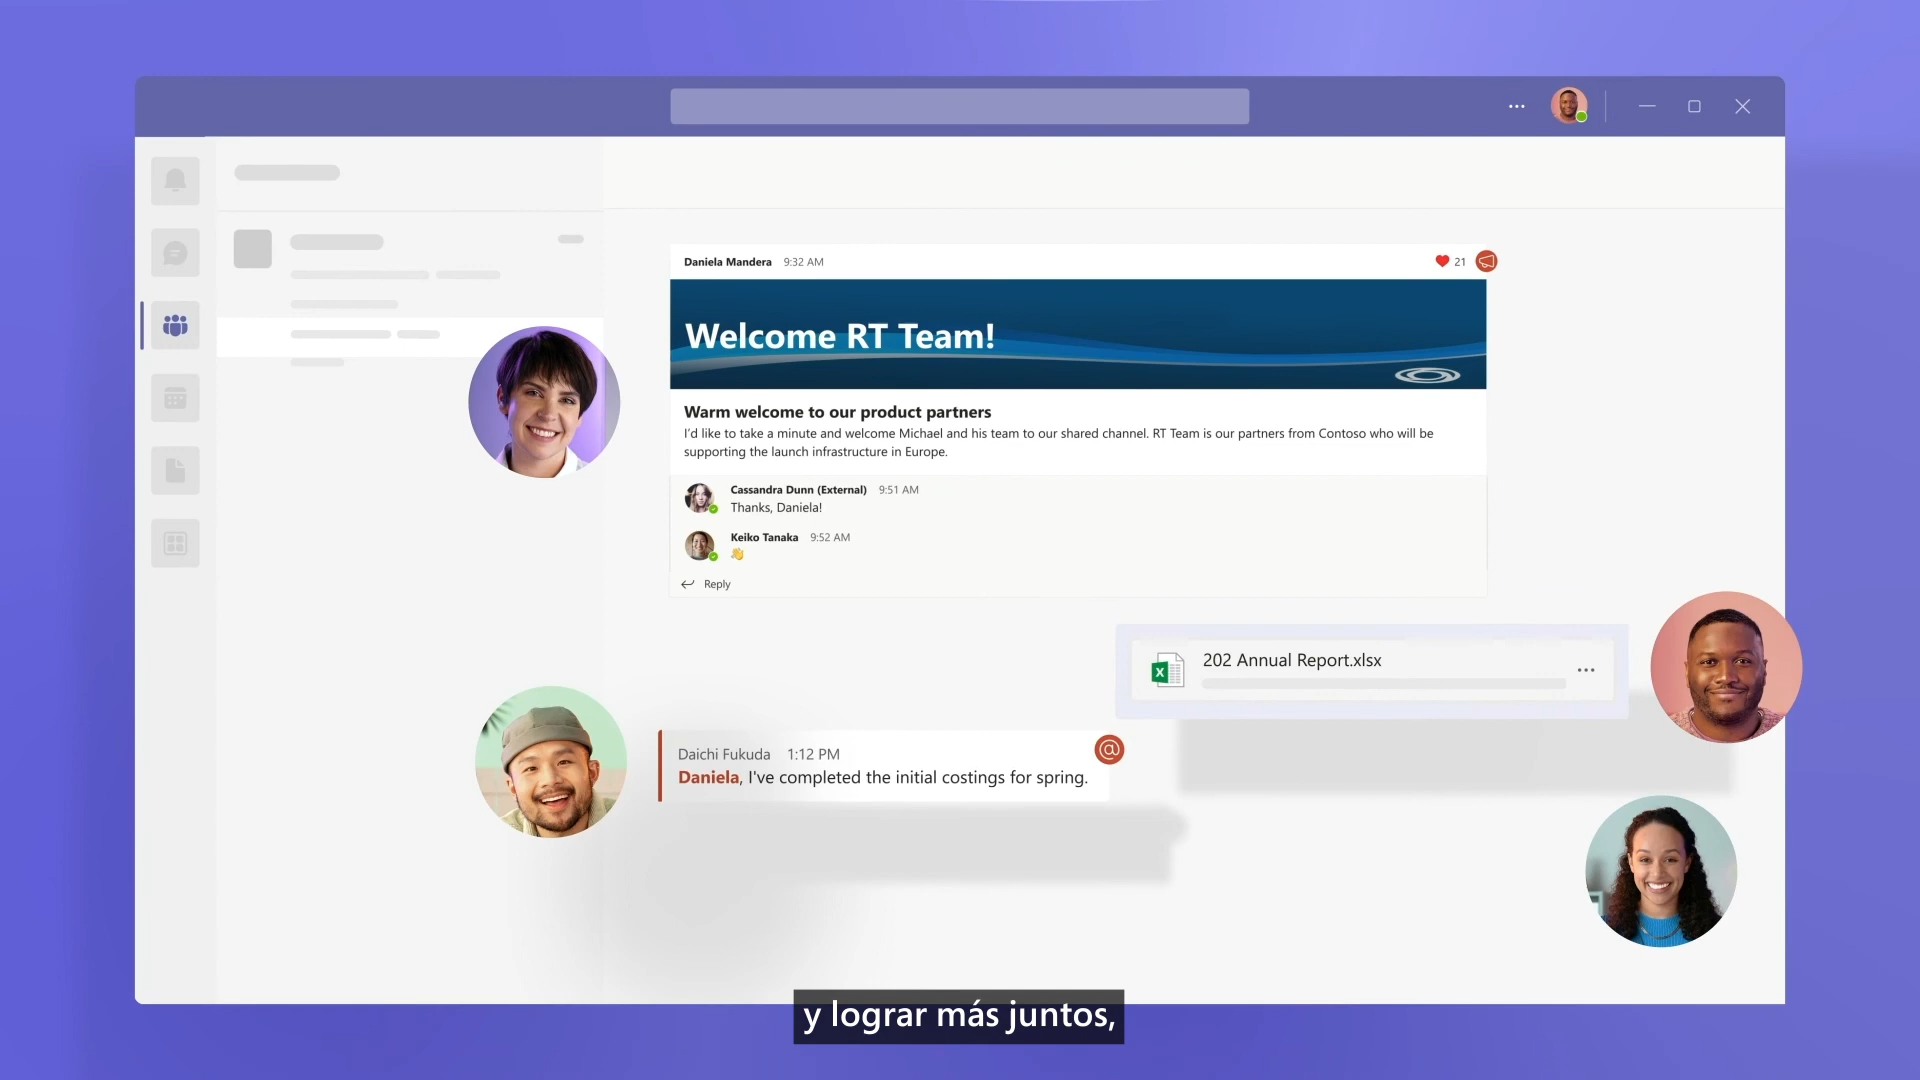 Daniela Mandera 9:32 AM
21
Welcome RT Team!
Warm welcome to our product partners
I'd like to take a minute and welcome Michael and his team to our shared channel. RT Team is our partners from Contoso who will be
supporting the launch infrastructure in Europe.
Cassandra Dunn (External) 9:51 AM
Thanks, Daniela!
Keiko Tanaka 9:52 AM
Reply
202 Annual Report.xlsx
Daichi Fukuda 1:12 PM
Daniela, I've completed the initial costings for spring.
y lograr más juntos,